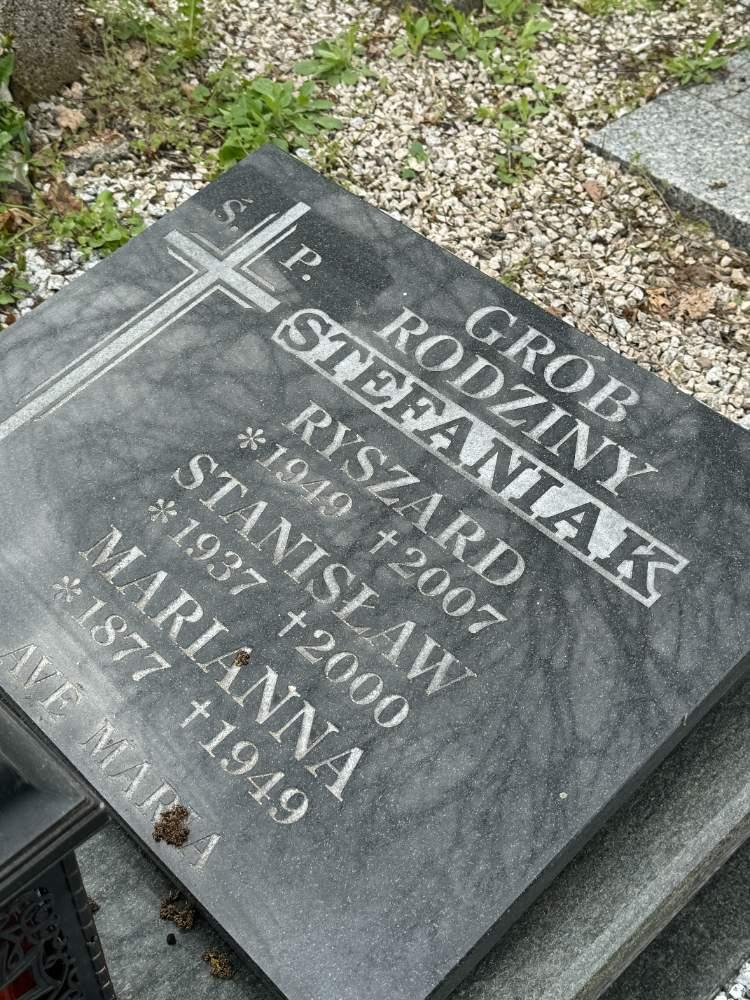 Ś. P.
GRÓB
RODZINY
STEFANIAK
RYSZARD
*1949 †2007
STANISŁAW
*1937 †2000
MARIANNA
*1877 †1949
AVE MARIA